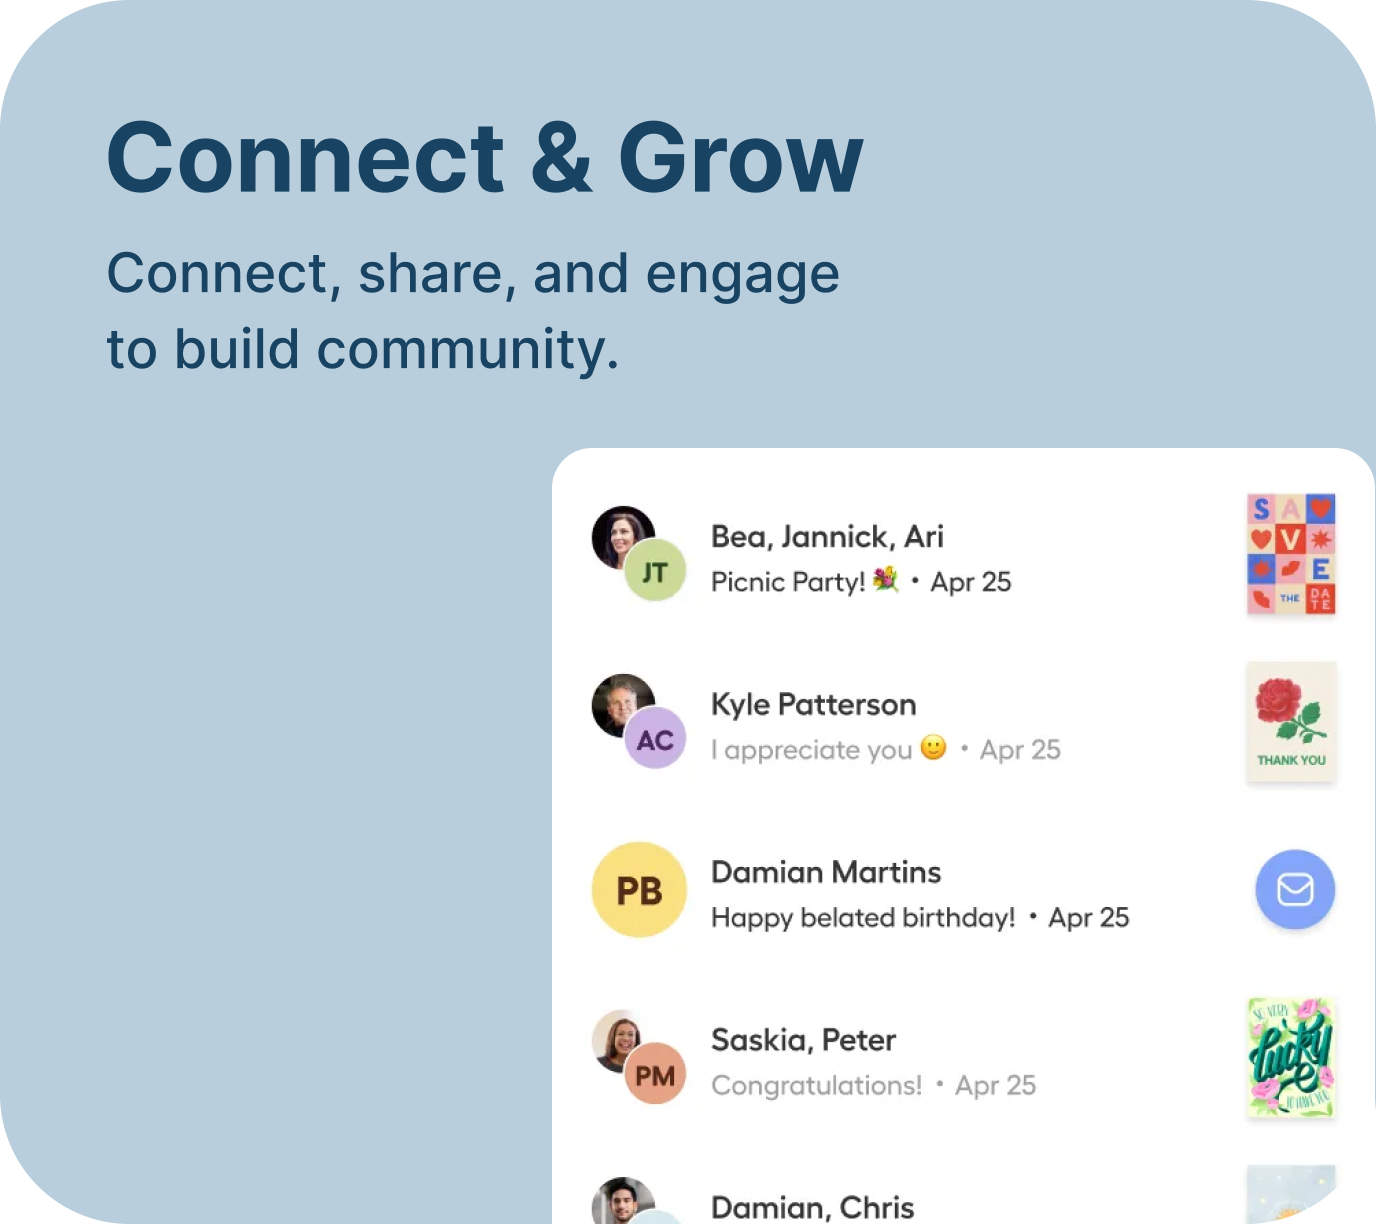 Connect & Grow
Connect, share, and engage
to build community.
JT
Bea, Jannick, Ari
Picnic Party! 💐 • Apr 25
S A
V
E
THE DA
TE
AC
Kyle Patterson
I appreciate you 🙂 • Apr 25
THANK YOU
PB
Damian Martins
Happy belated birthday! • Apr 25
PM
Saskia, Peter
Congratulations! • Apr 25
SO VERY
Lucky
TO HAVE YOU
Damian, Chris